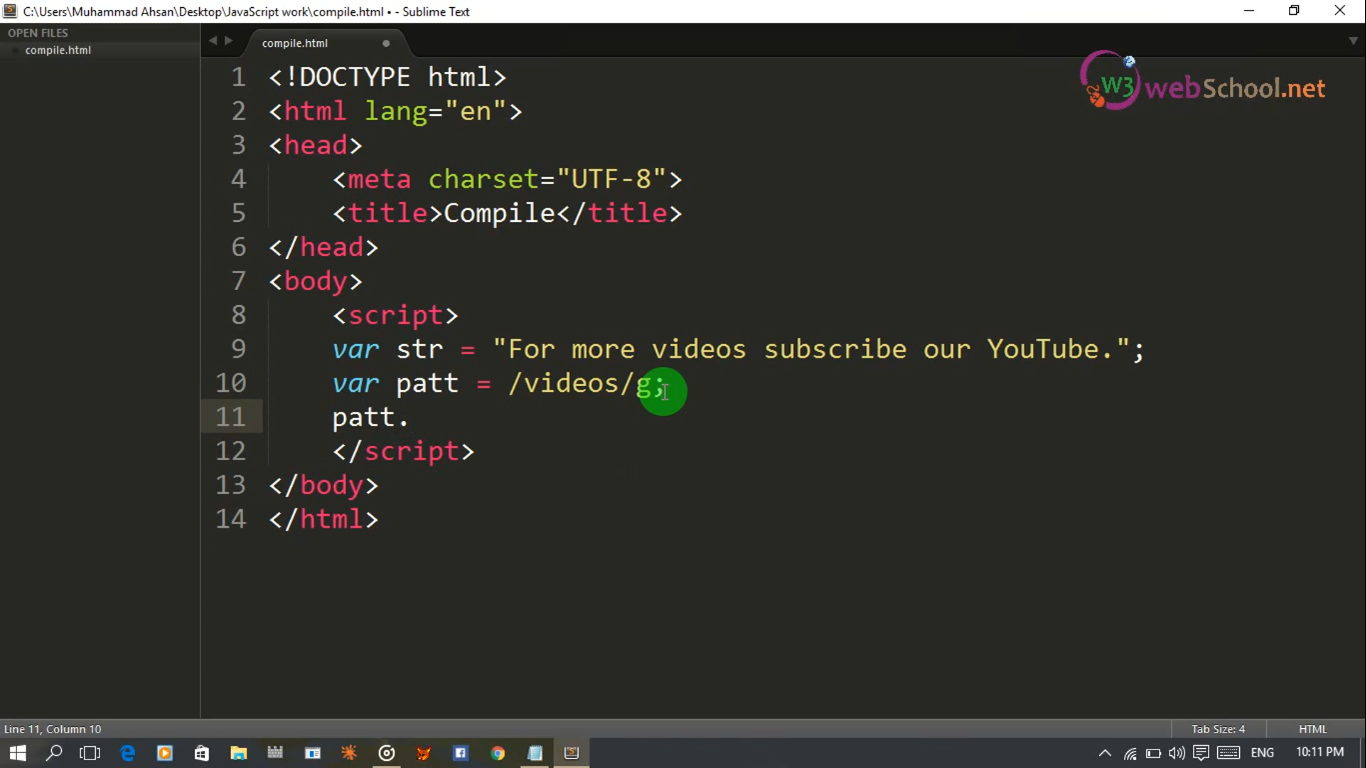 C:\Users\Muhammad Ahsan\Desktop\JavaScript work\compile.html • - Sublime Text
OPEN FILES
compile.html
compile.html
W3webSchool.net
1 <!DOCTYPE html>
2 <html lang="en">
3 <head>
4 <meta charset="UTF-8">
5 <title>Compile</title>
6 </head>
7 <body>
8 <script>
9 var str = "For more videos subscribe our YouTube.";
10 var patt = /videos/g;
11 patt.
12 </script>
13 </body>
14 </html>
Line 11, Column 10
Tab Size: 4
HTML
ENG
10:11 PM